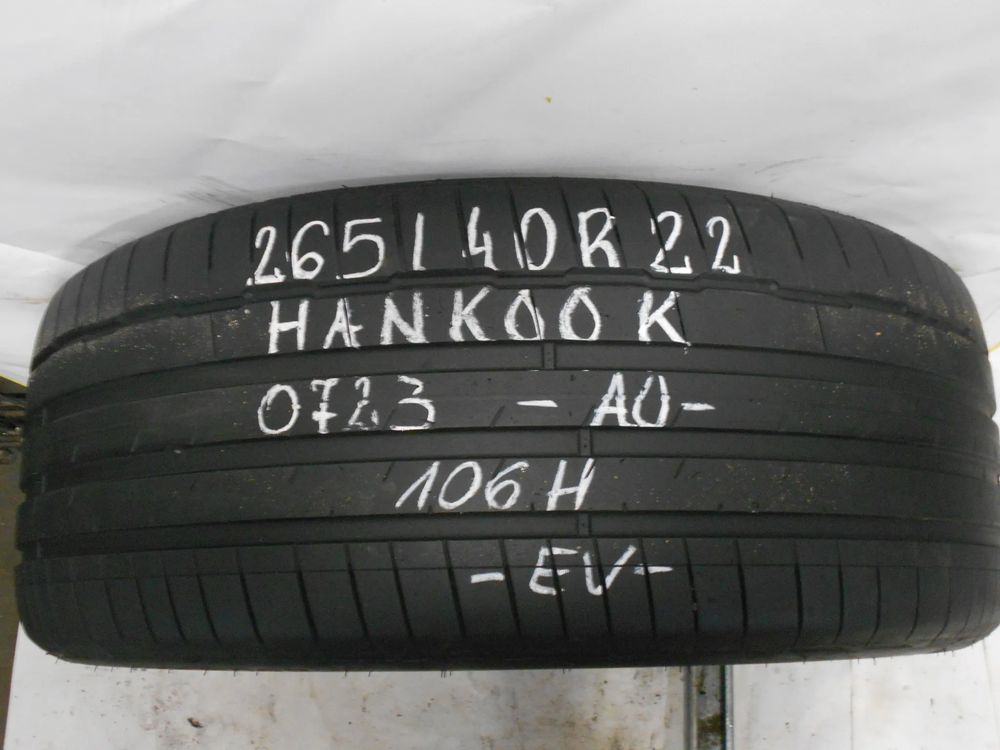 265/40R22
HANKOOK
0723 -AO-
106H
-EV-